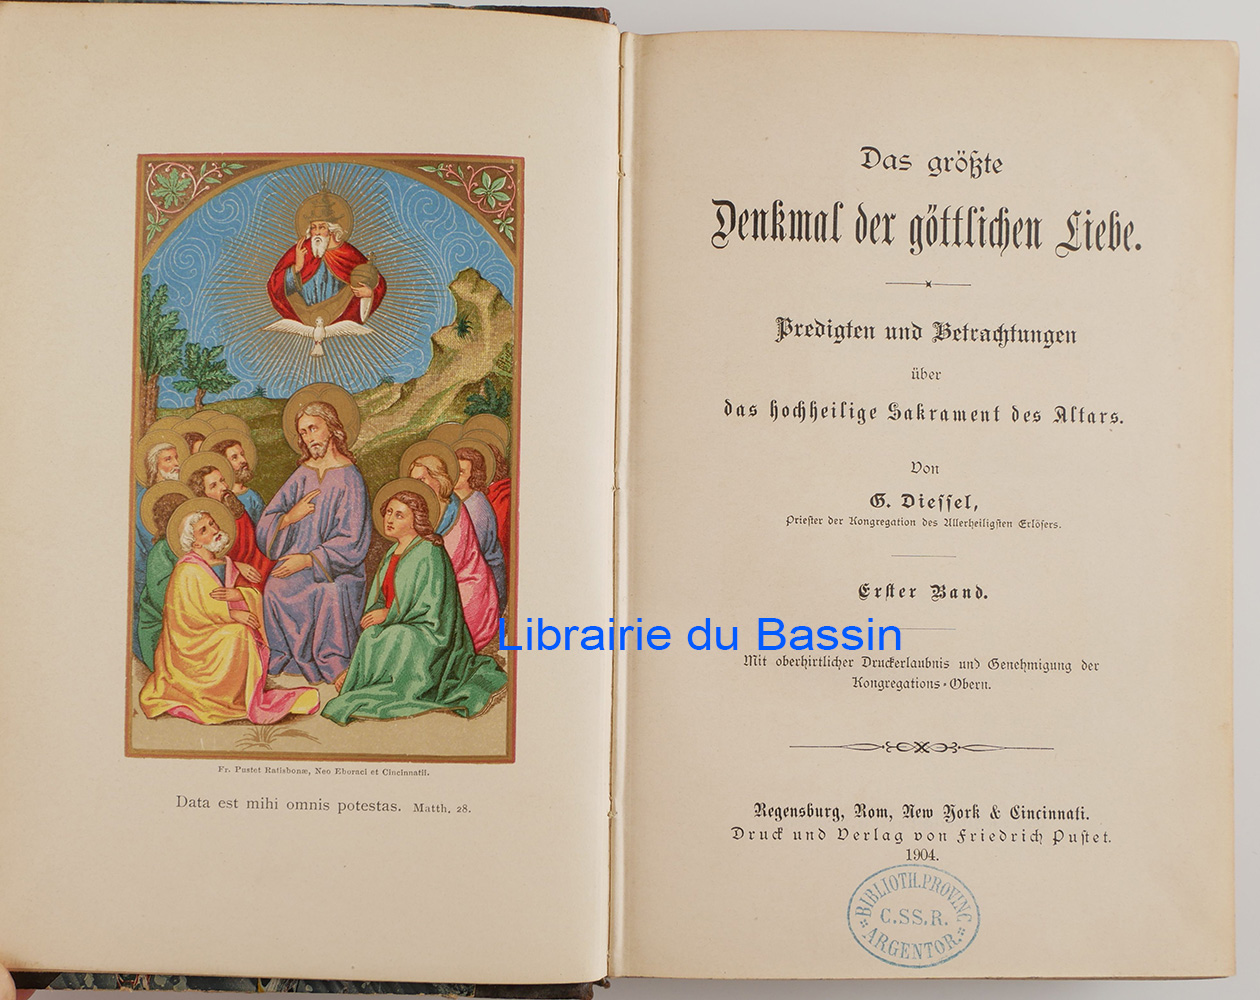 Fr. Pustet Ratisbonæ, Neo Eboraci et Cincinnatii.
Data est mihi omnis potestas. Matth. 28.
Das größte
Denkmal der göttlichen Liebe.
Predigten und Betrachtungen
über
das hochheilige Sakrament des Altars.
Von
G. Diessel,
Priester der Kongregation des Allerheiligsten Erlösers.
Erster Band.
Librairie du Bassin
Mit oberhirtlicher Druckerlaubnis und Genehmigung der
Kongregations-Obern.
Regensburg, Rom, New York & Cincinnati.
Druck und Verlag von Friedrich Pustet.
1904.
BIBLIOTH. PROVINC
C.SS.R.
ARGENTOR.